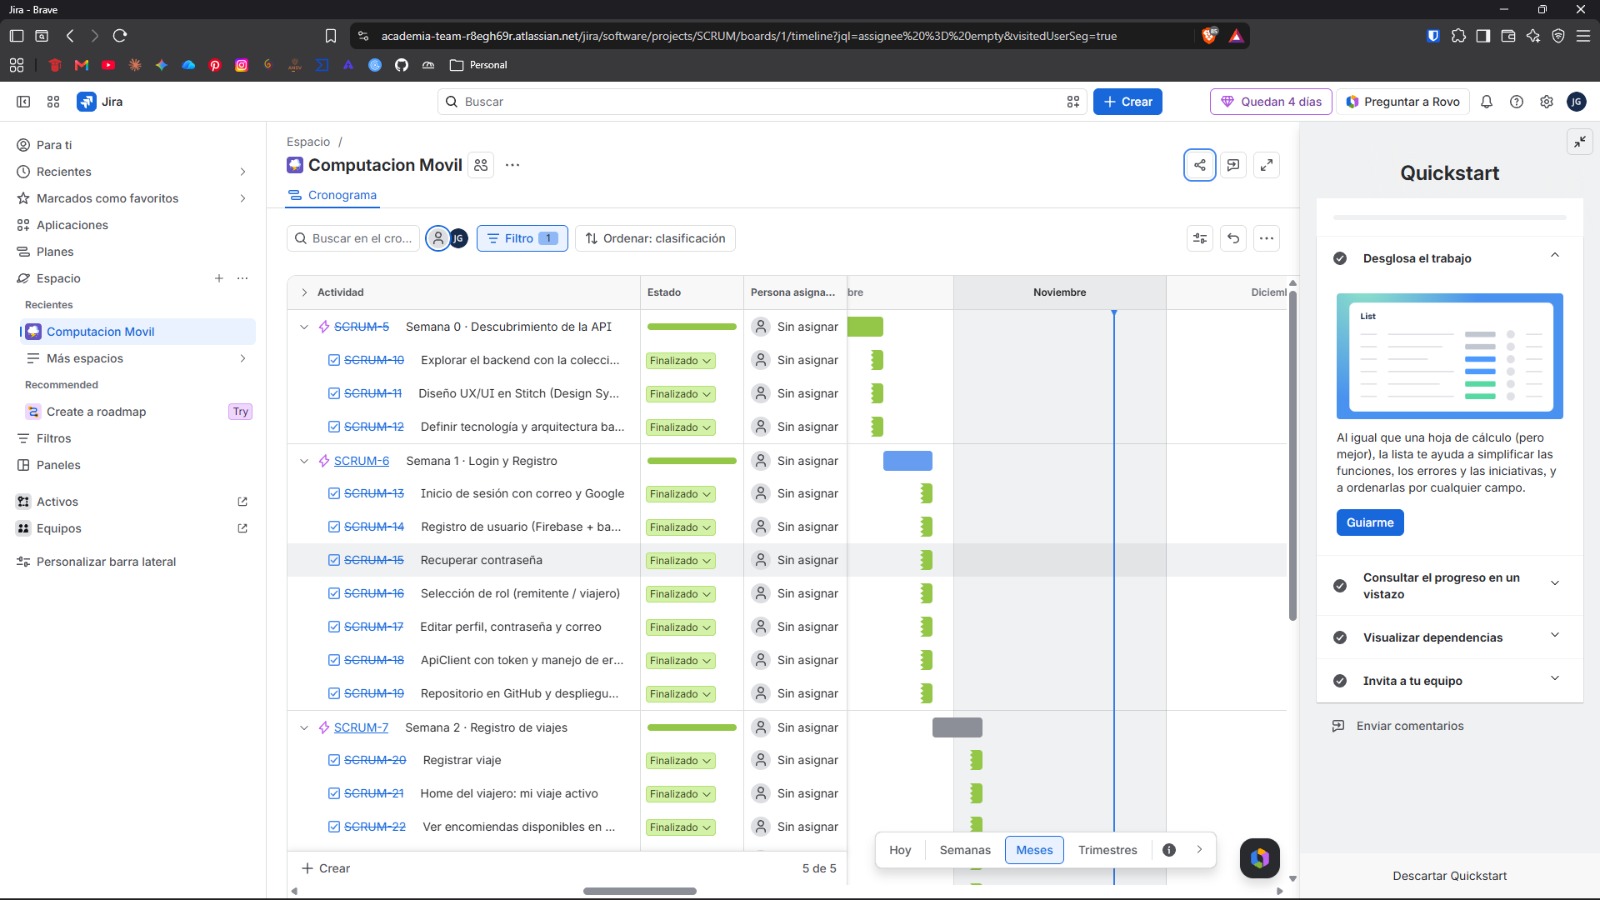 Jira - Brave
academia-team-r8egh69r.atlassian.net/jira/software/projects/SCRUM/boards/1/timeline?jql=assignee%20%3D%20empty&visitedUserSeg=true
Personal
Jira
Buscar
Crear
Quedan 4 días
Preguntar a Rovo
JG
Para ti
Recientes
Marcados como favoritos
Aplicaciones
Planes
Espacio
Recientes
Computacion Movil
Más espacios
Recommended
Create a roadmap
Try
Filtros
Paneles
Activos
Equipos
Personalizar barra lateral
Espacio /
Computacion Movil
Cronograma
Buscar en el cro...
JG
Filtro 1
Ordenar: clasificación
Actividad Estado Persona asigna... bre Noviembre Diciem
SCRUM-5 Semana 0 · Descubrimiento de la API Sin asignar
SCRUM-10 Explorar el backend con la colecci... Finalizado Sin asignar
SCRUM-11 Diseño UX/UI en Stitch (Design Sy... Finalizado Sin asignar
SCRUM-12 Definir tecnología y arquitectura ba... Finalizado Sin asignar
SCRUM-6 Semana 1 · Login y Registro Sin asignar
SCRUM-13 Inicio de sesión con correo y Google Finalizado Sin asignar
SCRUM-14 Registro de usuario (Firebase + ba... Finalizado Sin asignar
SCRUM-15 Recuperar contraseña Finalizado Sin asignar
SCRUM-16 Selección de rol (remitente / viajero) Finalizado Sin asignar
SCRUM-17 Editar perfil, contraseña y correo Finalizado Sin asignar
SCRUM-18 ApiClient con token y manejo de er... Finalizado Sin asignar
SCRUM-19 Repositorio en GitHub y despliegu... Finalizado Sin asignar
SCRUM-7 Semana 2 · Registro de viajes Sin asignar
SCRUM-20 Registrar viaje Finalizado Sin asignar
SCRUM-21 Home del viajero: mi viaje activo Finalizado Sin asignar
SCRUM-22 Ver encomiendas disponibles en ... Finalizado Sin asignar
Crear 5 de 5
Hoy Semanas Meses Trimestres
Quickstart
Desglosa el trabajo
List
Al igual que una hoja de cálculo (pero
mejor), la lista te ayuda a simplificar las
funciones, los errores y las iniciativas, y
a ordenarlas por cualquier campo.
Guiarme
Consultar el progreso en un
vistazo
Visualizar dependencias
Invita a tu equipo
Enviar comentarios
Descartar Quickstart